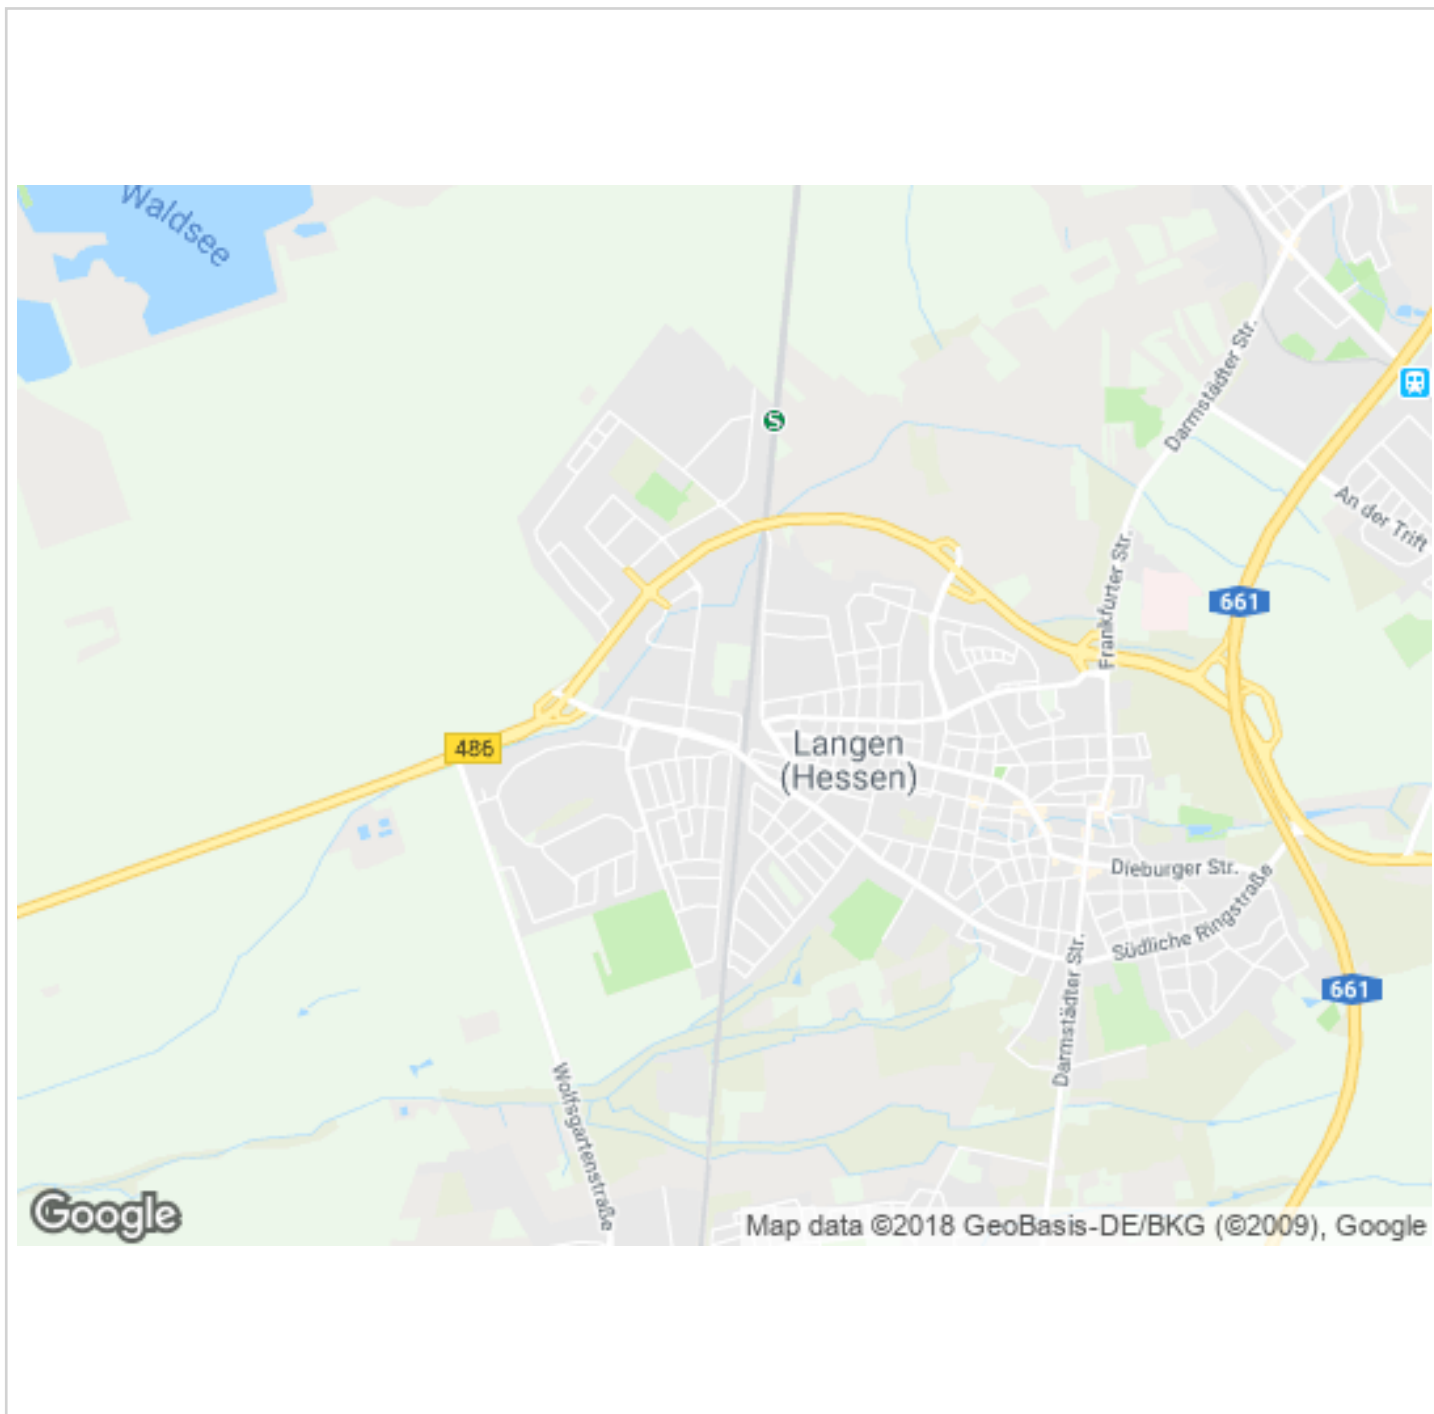 Waldsee
S
Darmstädter Str.
An der Trift
Frankfurter Str.
661
486
Langen
(Hessen)
Dieburger Str.
Südliche Ringstraße
Darmstädter Str.
661
Wolfsgartenstraße
Google
Map data ©2018 GeoBasis-DE/BKG (©2009), Google